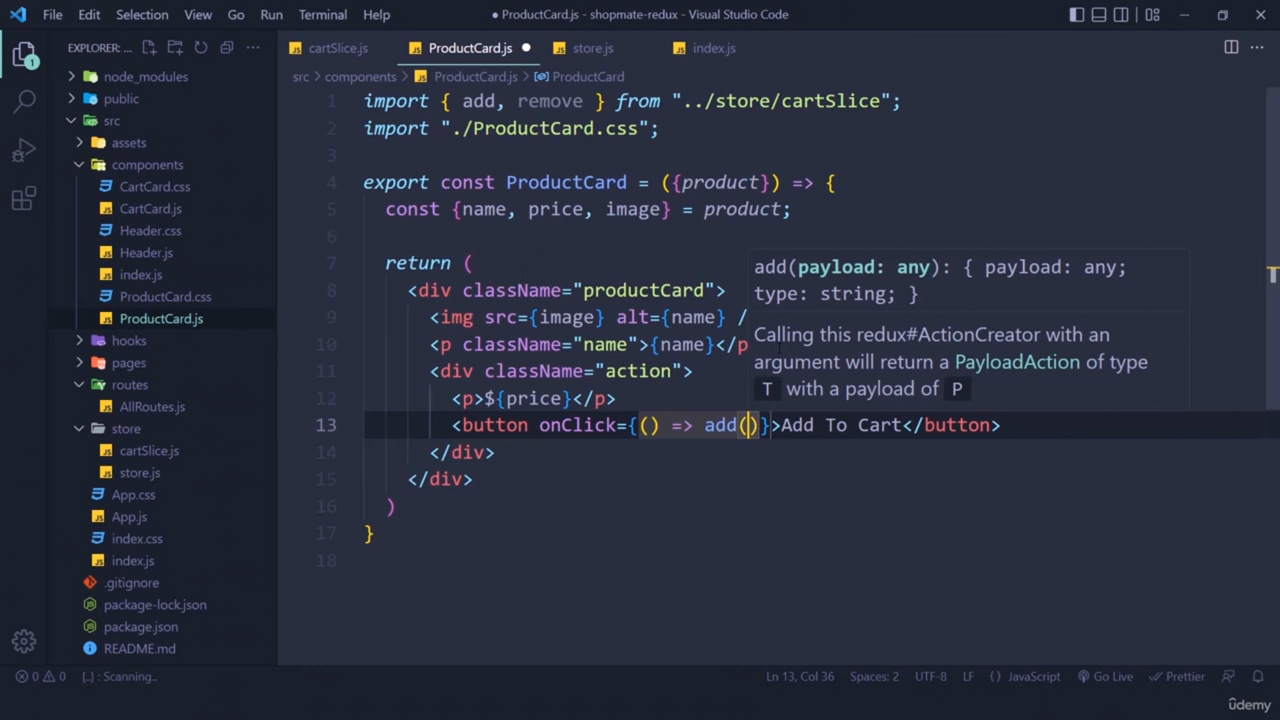 File Edit Selection View Go Run Terminal Help
● ProductCard.js - shopmate-redux - Visual Studio Code
EXPLORER: ...
cartSlice.js ProductCard.js ● store.js index.js
src > components > ProductCard.js > ProductCard
node_modules
public
src
assets
components
CartCard.css
CartCard.js
Header.css
Header.js
index.js
ProductCard.css
ProductCard.js
hooks
pages
routes
AllRoutes.js
store
cartSlice.js
store.js
App.css
App.js
index.css
index.js
.gitignore
package-lock.json
package.json
README.md
1 import { add, remove } from "../store/cartSlice";
2 import "./ProductCard.css";
3
4 export const ProductCard = ({product}) => {
5 const {name, price, image} = product;
6
7 return (
8 <div className="productCard">
9 <img src={image} alt={name} /
10 <p className="name">{name}</p
11 <div className="action">
12 <p>${price}</p>
13 <button onClick={() => add()}>Add To Cart</button>
14 </div>
15 </div>
16 )
17 }
18
add(payload: any): { payload: any;
type: string; }
Calling this redux#ActionCreator with an
argument will return a PayloadAction of type
T with a payload of P
1
0 0 {..} : Scanning.. Ln 13, Col 36 Spaces: 2 UTF-8 LF { } JavaScript Go Live Prettier
ûdemy